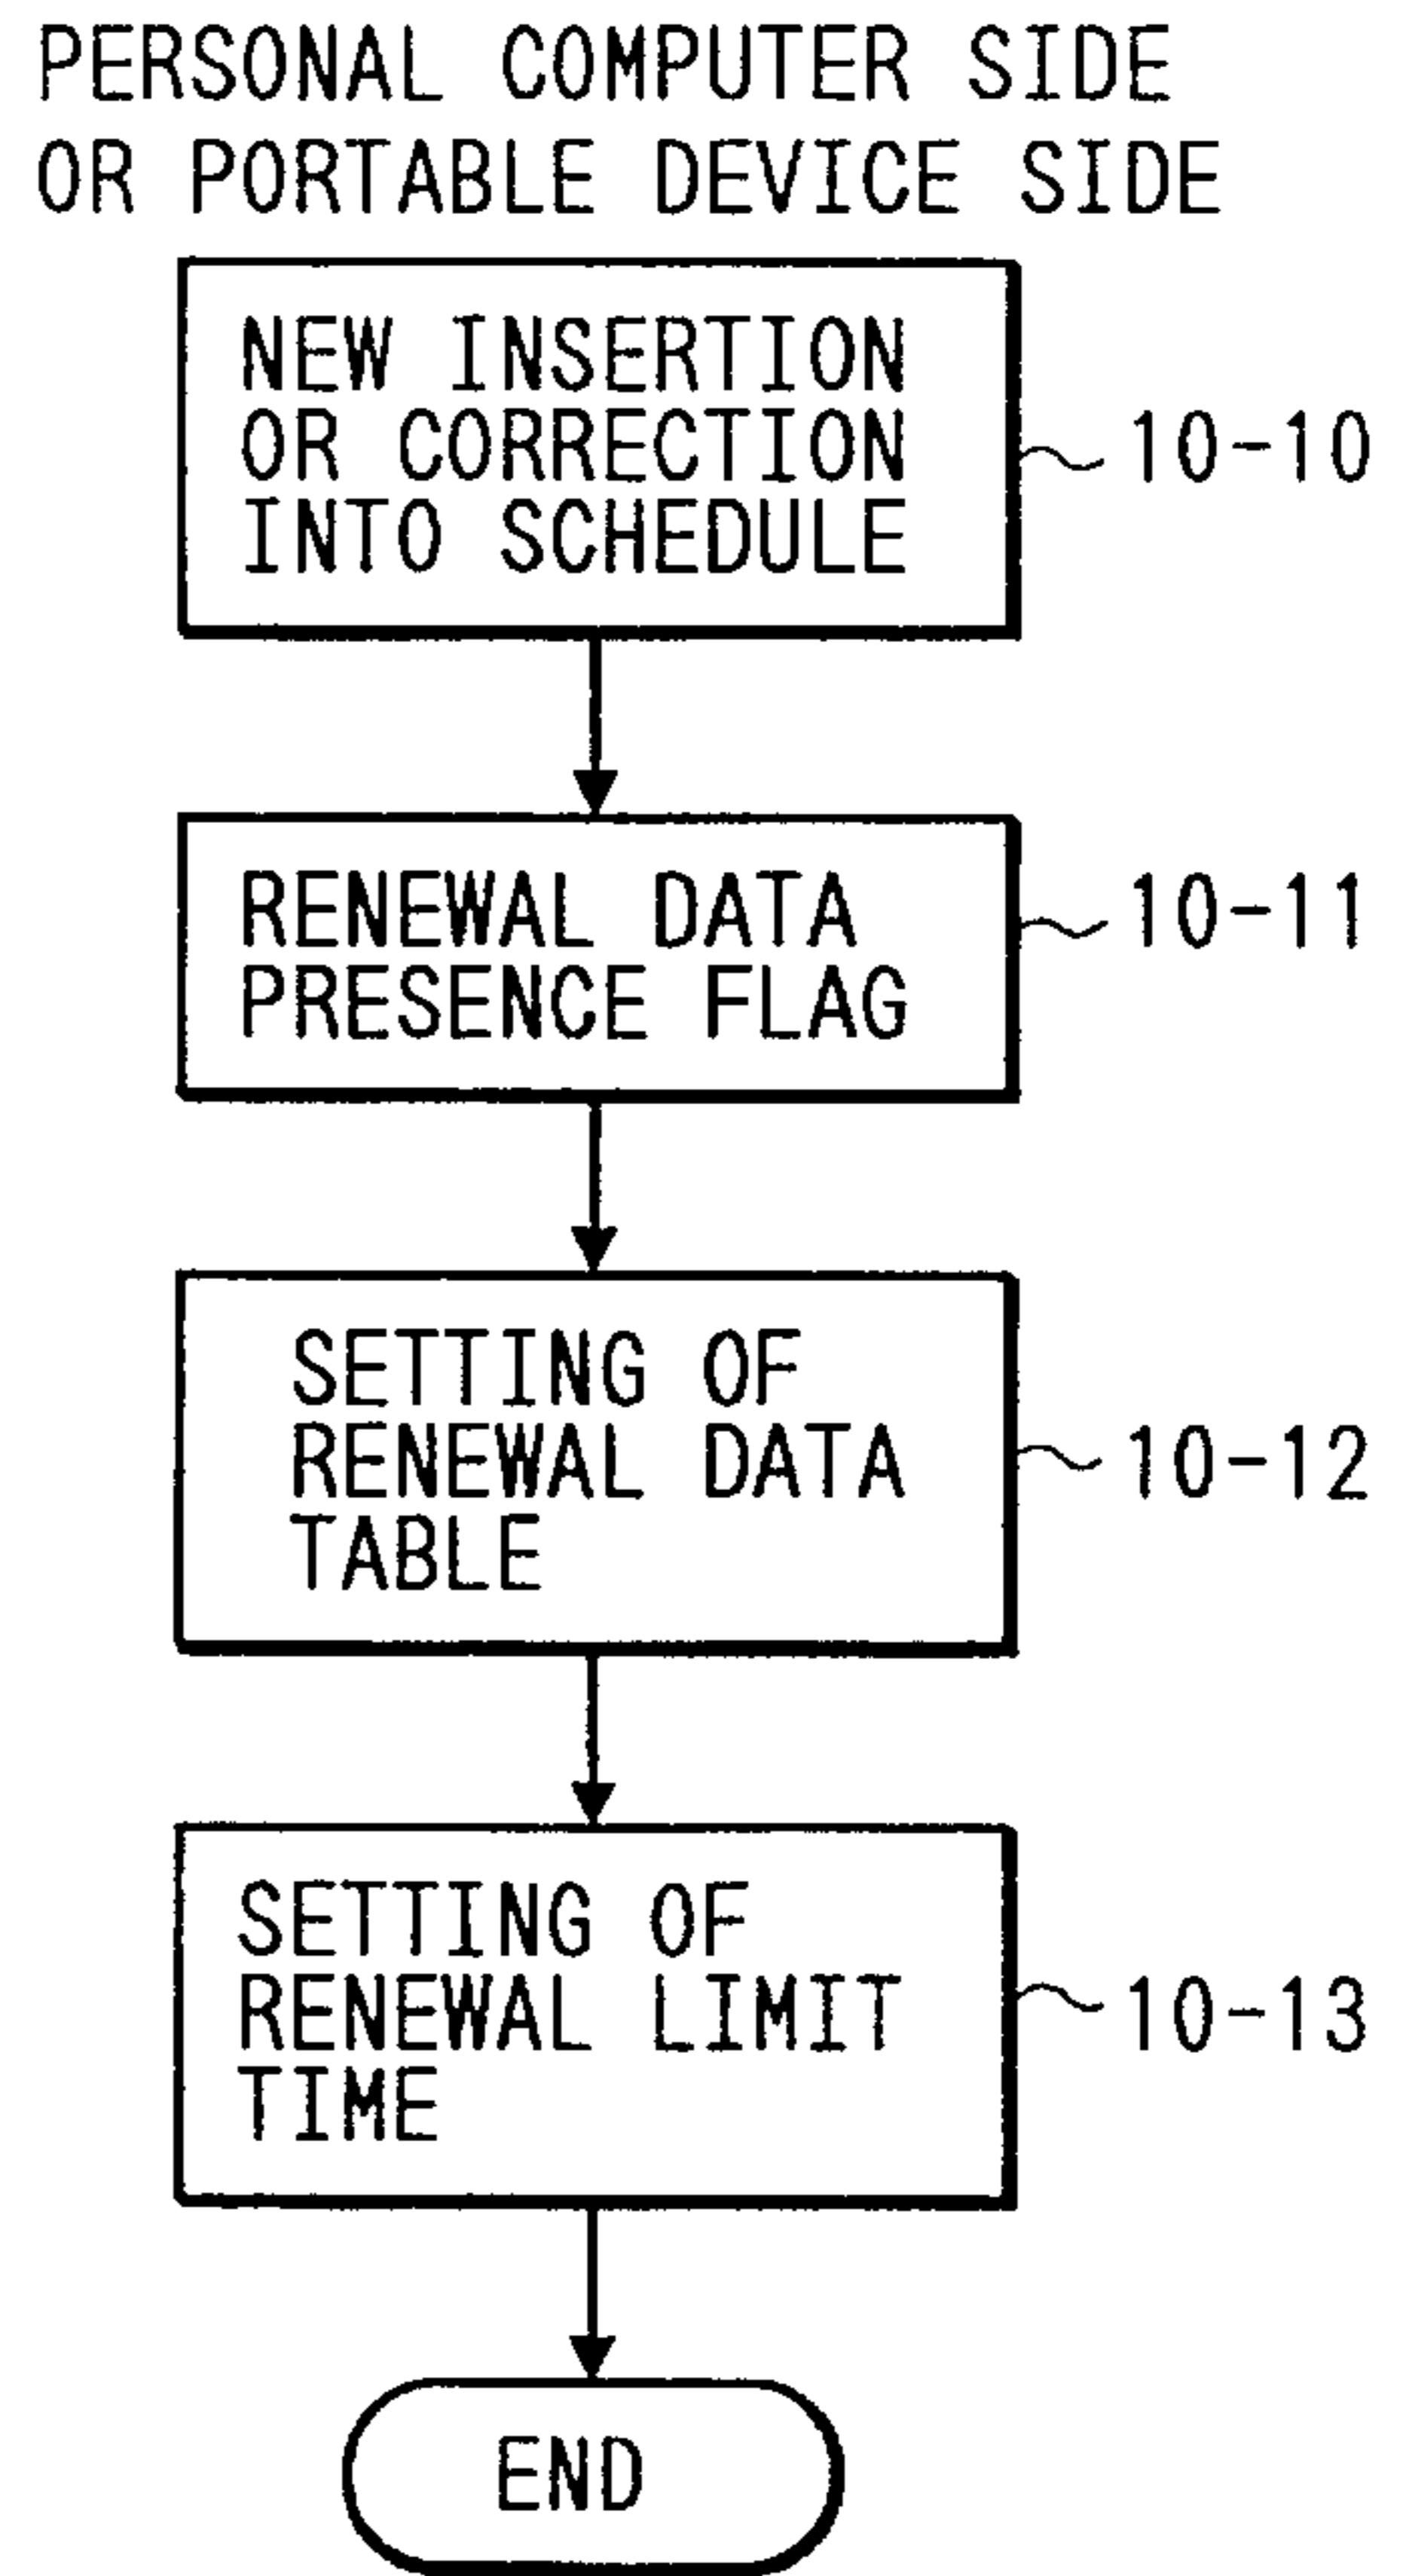 PERSONAL COMPUTER SIDE
OR PORTABLE DEVICE SIDE
NEW INSERTION
OR CORRECTION
INTO SCHEDULE
10-10
RENEWAL DATA
PRESENCE FLAG
10-11
SETTING OF
RENEWAL DATA
TABLE
10-12
SETTING OF
RENEWAL LIMIT
TIME
10-13
END